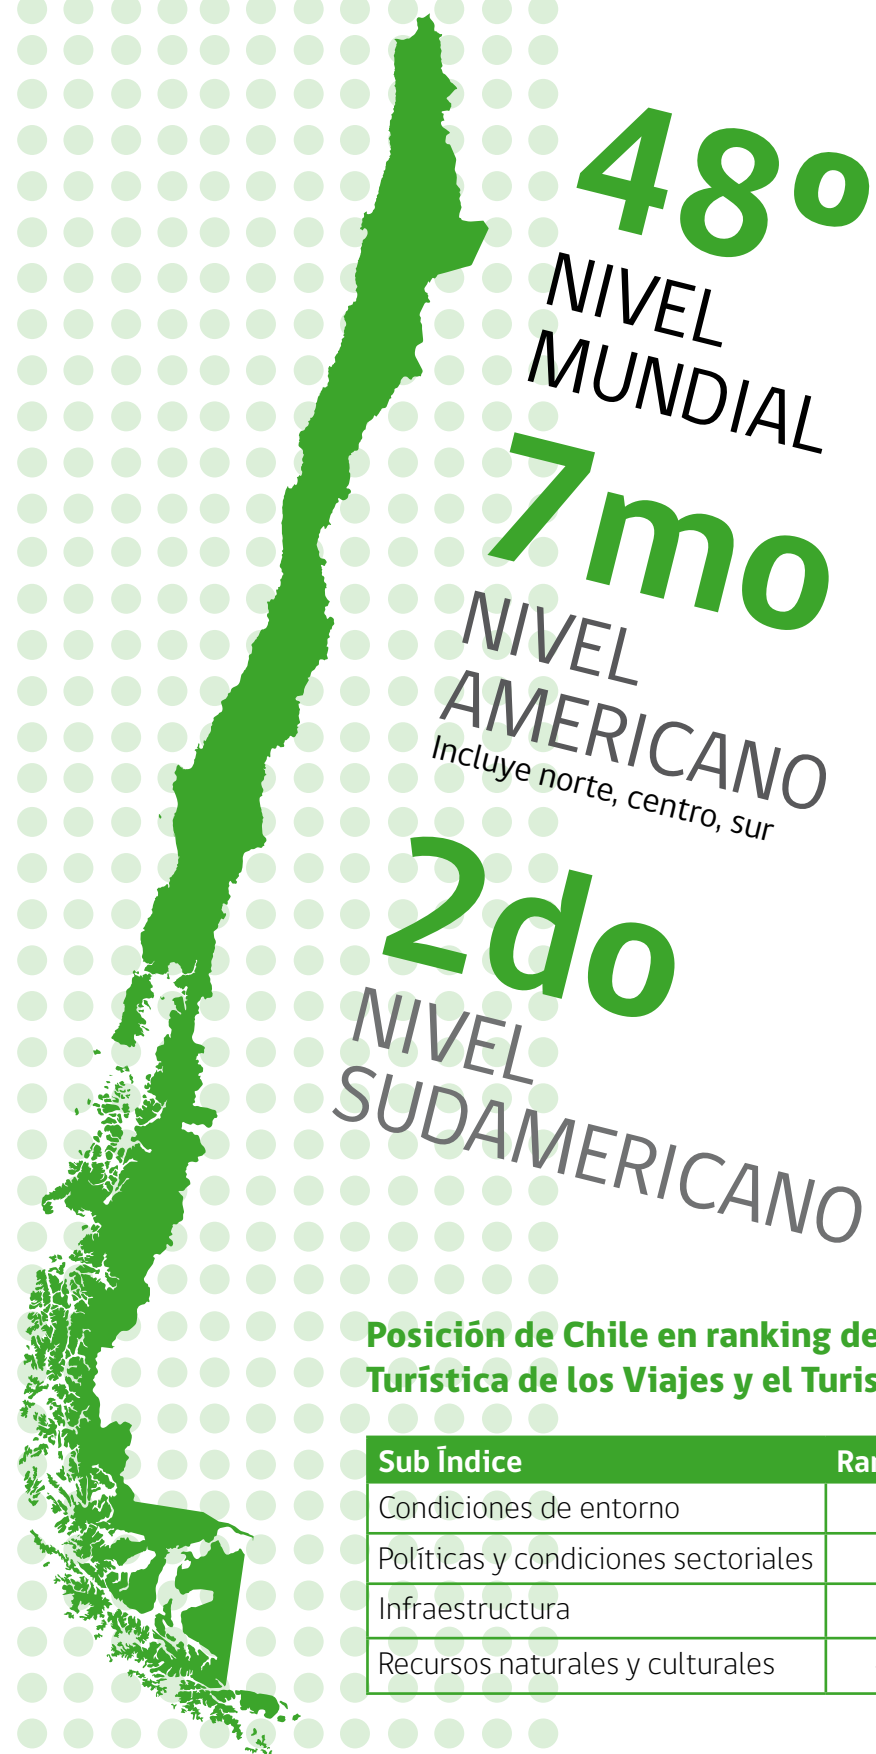 48º
NIVEL
MUNDIAL
7mo
NIVEL
AMERICANO
Incluye norte, centro, sur
2do
NIVEL
SUDAMERICANO
Posición de Chile en ranking de
Turística de los Viajes y el Turis
Sub Índice Ran
Condiciones de entorno
Políticas y condiciones sectoriales
Infraestructura
Recursos naturales y culturales